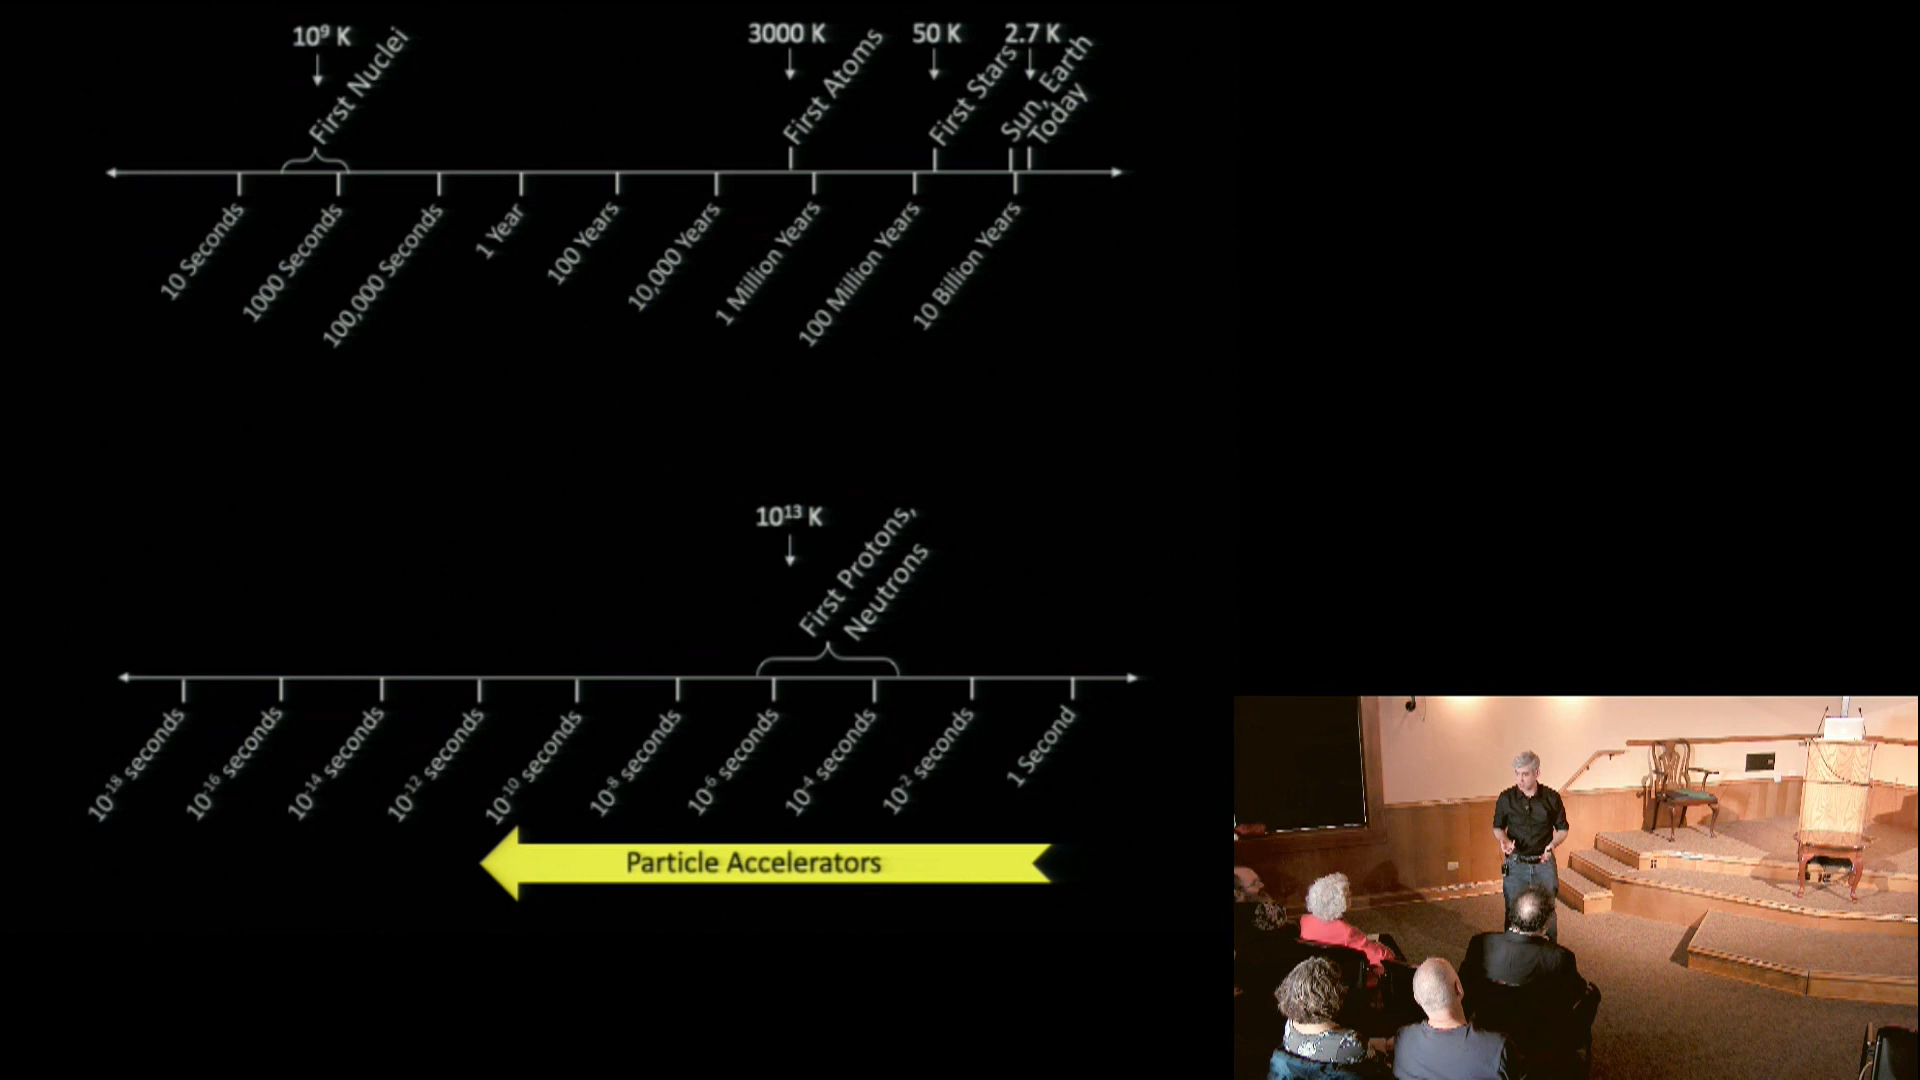 10⁹ K
3000 K
50 K
2.7 K
First Nuclei
First Atoms
First Stars
Sun, Earth
Today
10 Seconds
1000 Seconds
100,000 Seconds
1 Year
100 Years
10,000 Years
1 Million Years
100 Million Years
10 Billion Years
10¹³ K
First Protons,
Neutrons
10⁻¹⁸ seconds
10⁻¹⁶ seconds
10⁻¹⁴ seconds
10⁻¹² seconds
10⁻¹⁰ seconds
10⁻⁸ seconds
10⁻⁶ seconds
10⁻⁴ seconds
10⁻² seconds
1 Second
Particle Accelerators